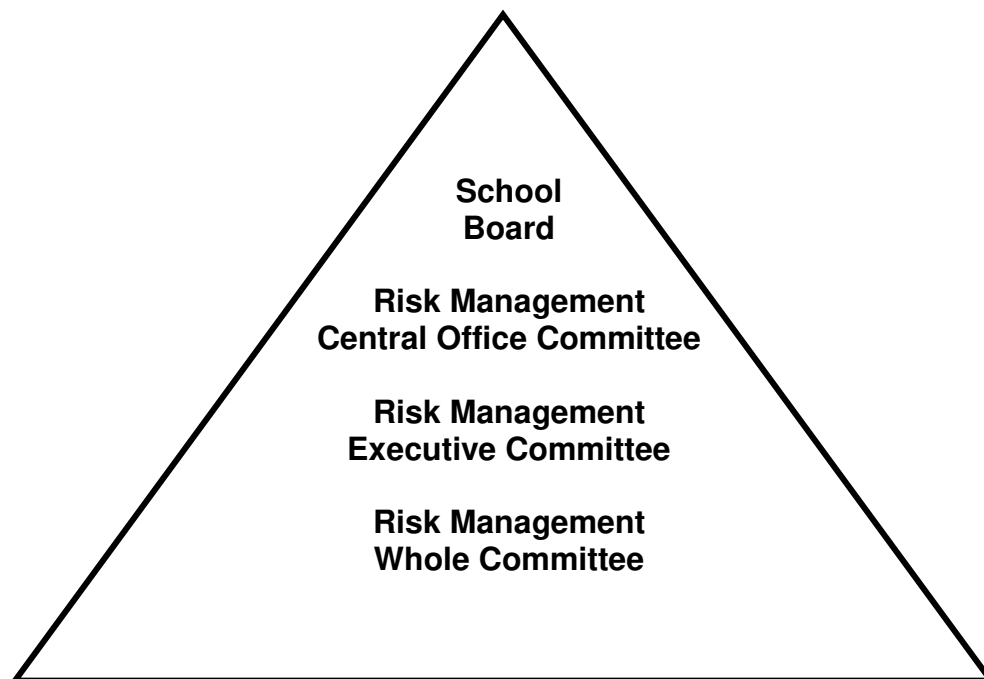 School
Board
Risk Management
Central Office Committee
Risk Management
Executive Committee
Risk Management
Whole Committee